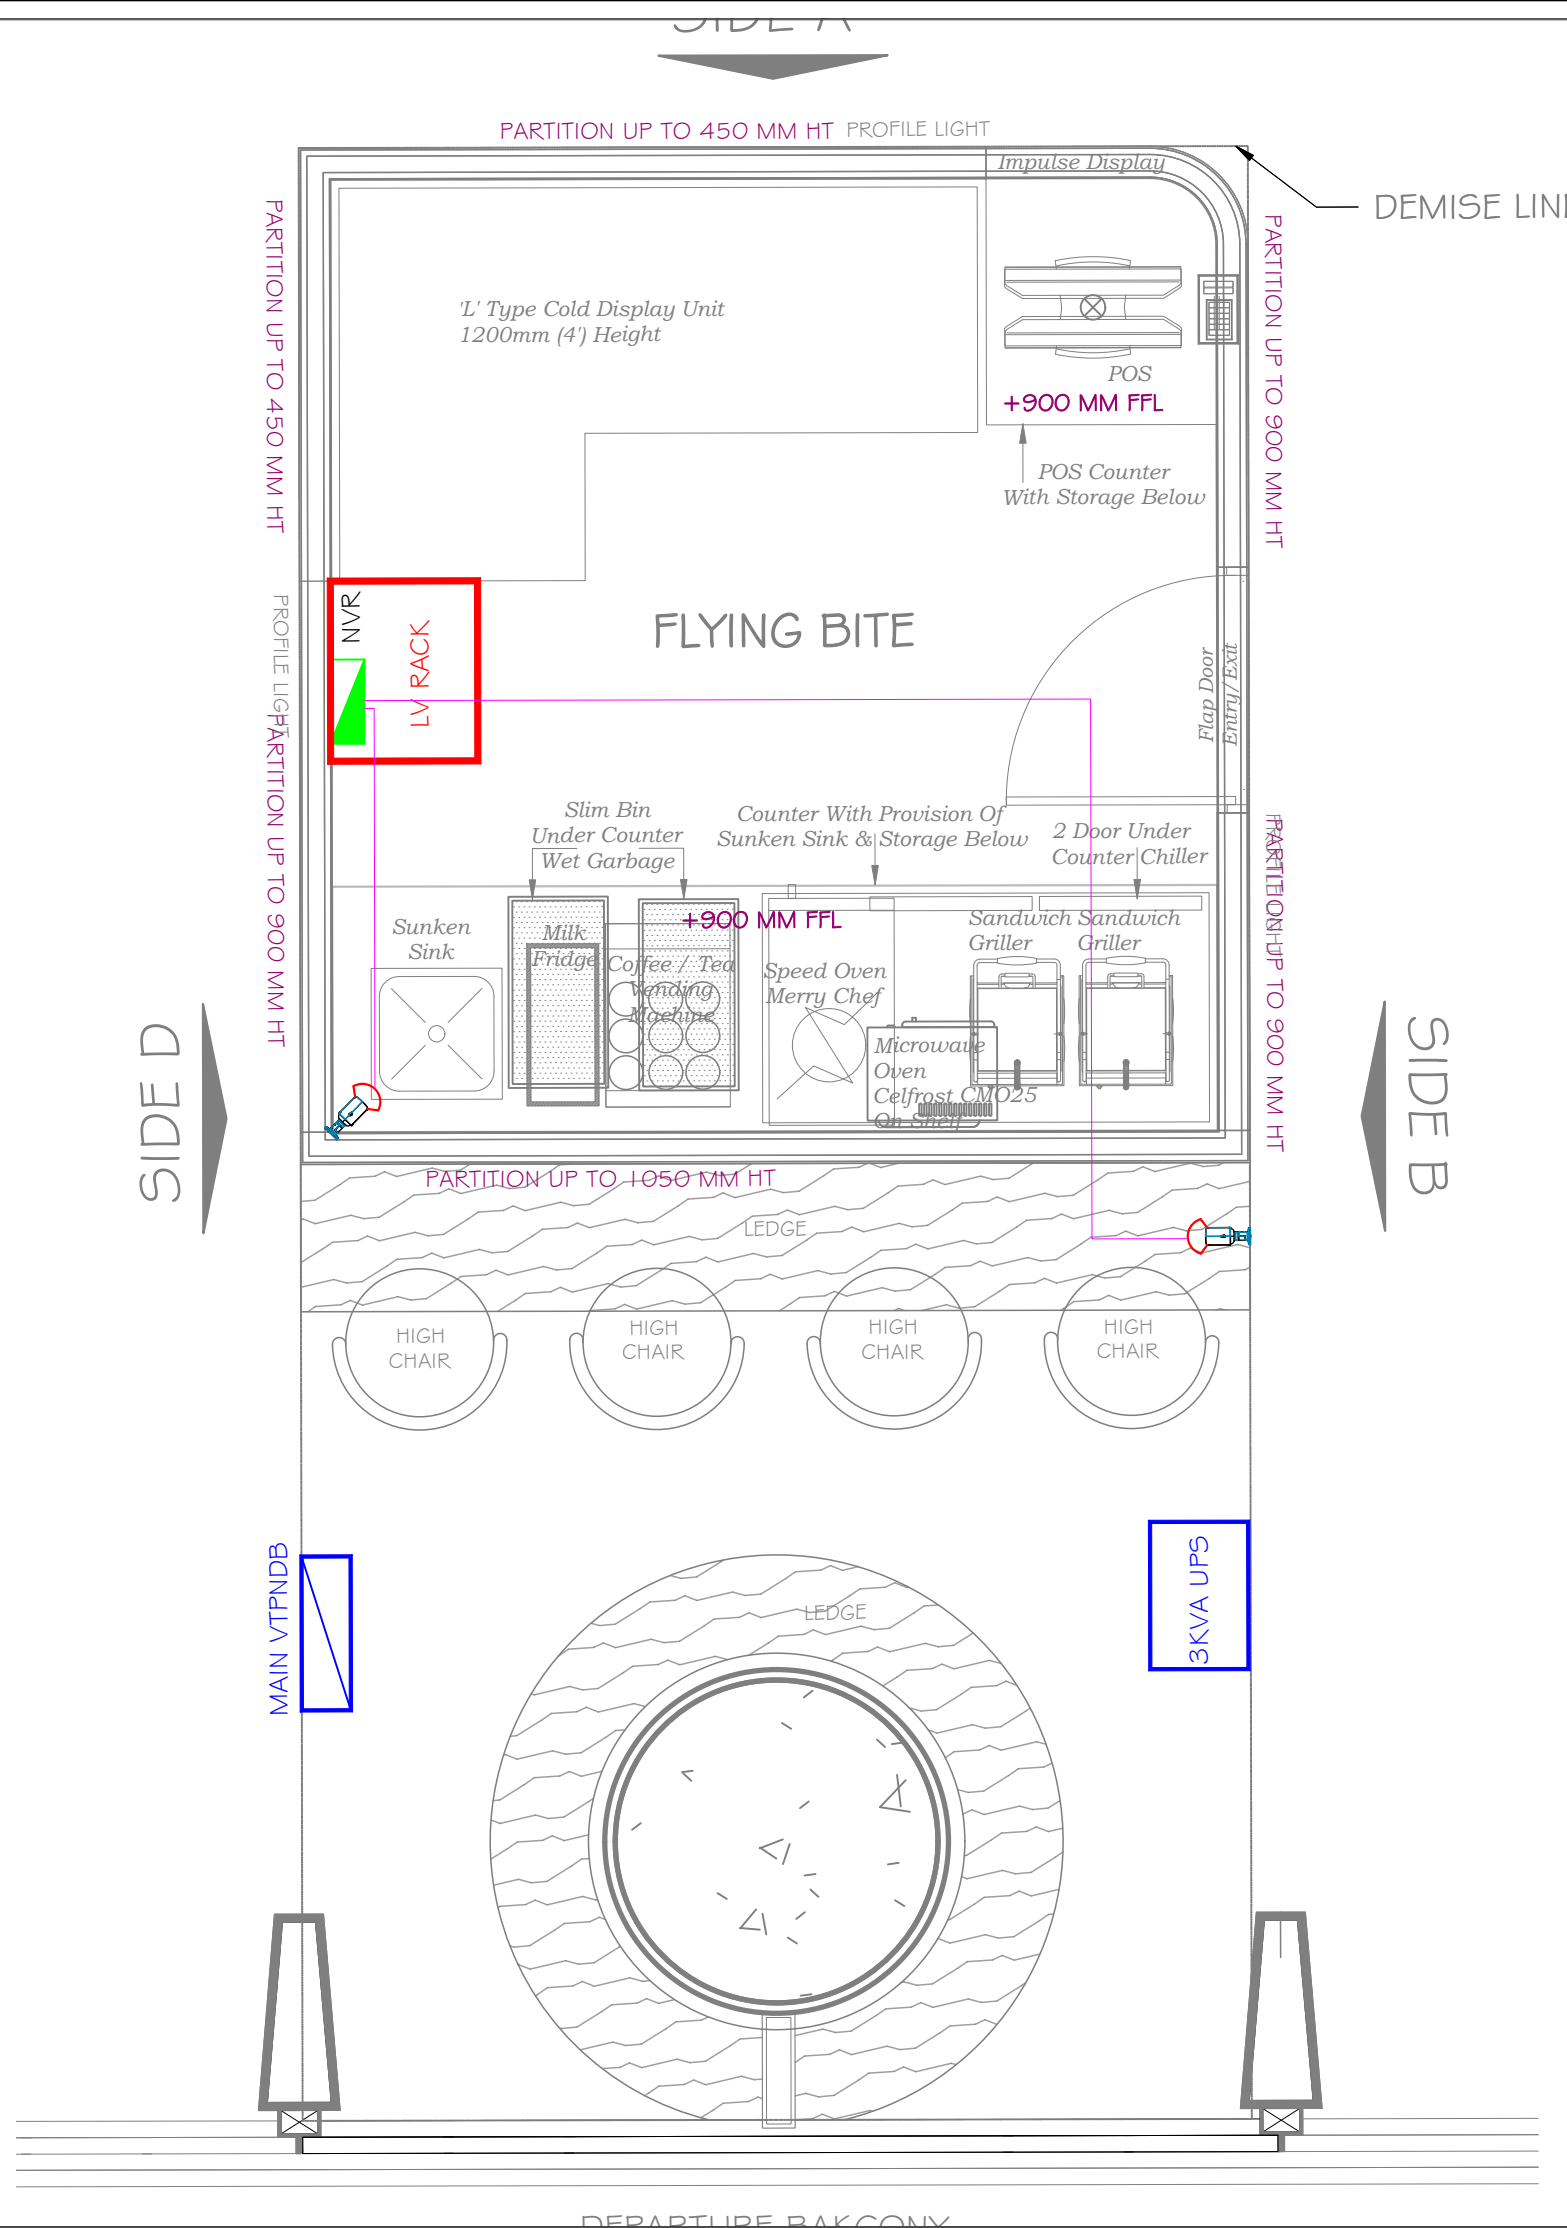 SIDE A
PARTITION UP TO 450 MM HT
PROFILE LIGHT
Impulse Display
DEMISE LINE
PARTITION UP TO 450 MM HT
PARTITION UP TO 900 MM HT
'L' Type Cold Display Unit
1200mm (4') Height
POS
+900 MM FFL
POS Counter
With Storage Below
NVR
LV RACK
FLYING BITE
PROFILE LIGHT
PARTITION UP TO 900 MM HT
Flap Door
Entry/Exit
Slim Bin
Under Counter
Wet Garbage
Counter With Provision Of
Sunken Sink & Storage Below
2 Door Under
Counter Chiller
PARTITION UP TO 900 MM HT
+900 MM FFL
Sunken
Sink
Milk
Fridge
Coffee / Tea
Vending
Machine
Speed Oven
Merry Chef
Sandwich
Griller
Sandwich
Griller
Microwave
Oven
Celfrost CMO25
On Shelf
SIDE D
SIDE B
PARTITION UP TO 1050 MM HT
LEDGE
HIGH
CHAIR
HIGH
CHAIR
HIGH
CHAIR
HIGH
CHAIR
MAIN VTPNDB
3KVA UPS
LEDGE
DEPARTURE BAKCONY